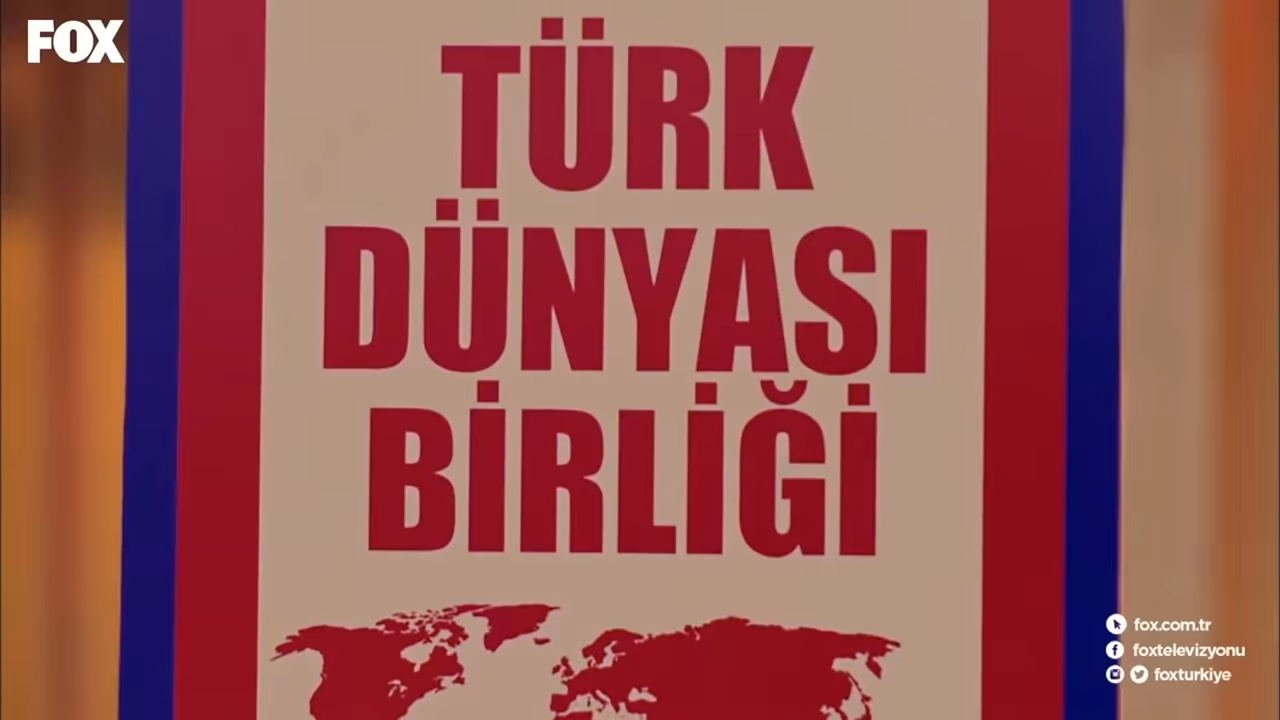 FOX
TÜRK
DÜNYASI
BİRLİĞİ
fox.com.tr
foxtelevizyonu
foxturkiye